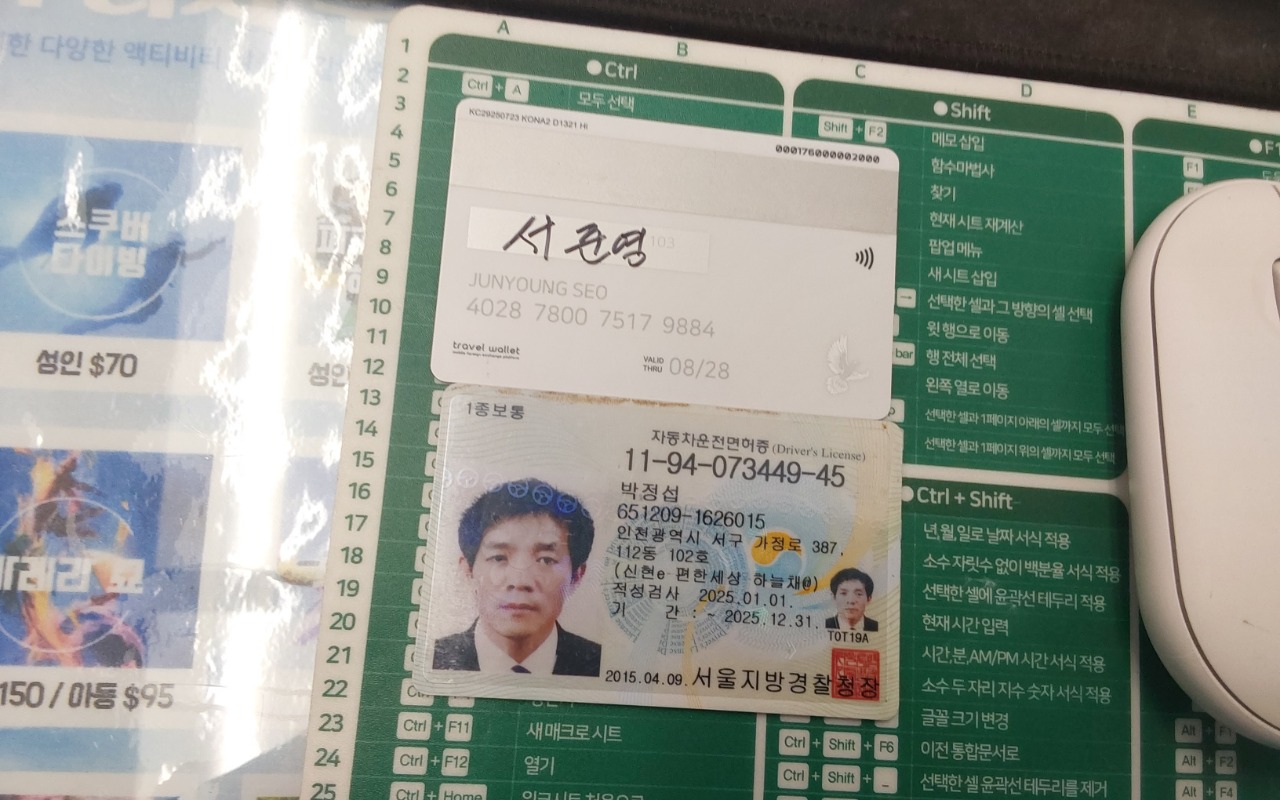 한 다양한 액티비티
스쿠버
다이빙
성인 $70
성인
150 / 아동 $95
A B C D E
1
2
3
4
5
6
7
8
9
10
11
12
13
14
15
16
17
18
19
20
21
22
23
24
25
Ctrl
Ctrl + A 모두 선택
KC29250723 KONA2 D1321 HI
0001760000002000
서준영 103
JUNYOUNG SEO
4028 7800 7517 9884
travel wallet
VALID THRU 08/28
1종보통
자동차운전면허증 (Driver's License)
11-94-073449-45
박정섭
651209-1626015
인천광역시 서구 가정로 387,
112동 102호
(신현e 편한세상 하늘채@)
적성검사 2025.01.01.
기 간 : ~ 2025.12.31.
T0T19A
2015.04.09. 서울지방경찰청장
Ctrl + F11 새 매크로 시트
Ctrl + F12 열기
Ctrl + Home
Shift
Shift + F2 메모 삽입
함수마법사
찾기
현재 시트 재계산
팝업 메뉴
새 시트 삽입
→ 선택한 셀과 그 방향의 셀 선택
윗 행으로 이동
bar 행 전체 선택
왼쪽 열로 이동
선택한 셀과 1페이지 아래의 셀까지 모두 선택
선택한 셀과 1페이지 위의 셀까지 모두 선택
Ctrl + Shift
년,월,일로 날짜 서식 적용
소수 자릿수 없이 백분율 서식 적용
선택한 셀에 윤곽선 테두리 적용
현재 시간 입력
시간,분,AM/PM 시간 서식 적용
소수 두 자리 지수 숫자 서식 적용
글꼴 크기 변경
Ctrl + Shift + F6 이전 통합문서로
Ctrl + Shift + _ 선택한 셀 윤곽선 테두리를 제거
F1
Alt + F1
Alt + F2
Alt + F4